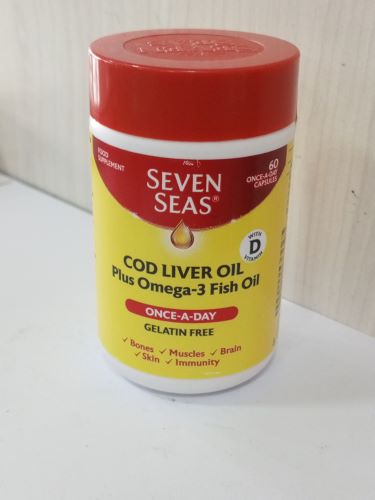 FOOD
SUPPLEMENT
60
ONCE-A-DAY
CAPSULES
SEVEN
SEAS®
WITH
D
VITAMIN
COD LIVER OIL
Plus Omega-3 Fish Oil
ONCE-A-DAY
GELATIN FREE
✓ Bones ✓ Muscles ✓ Brain
✓ Skin ✓ Immunity